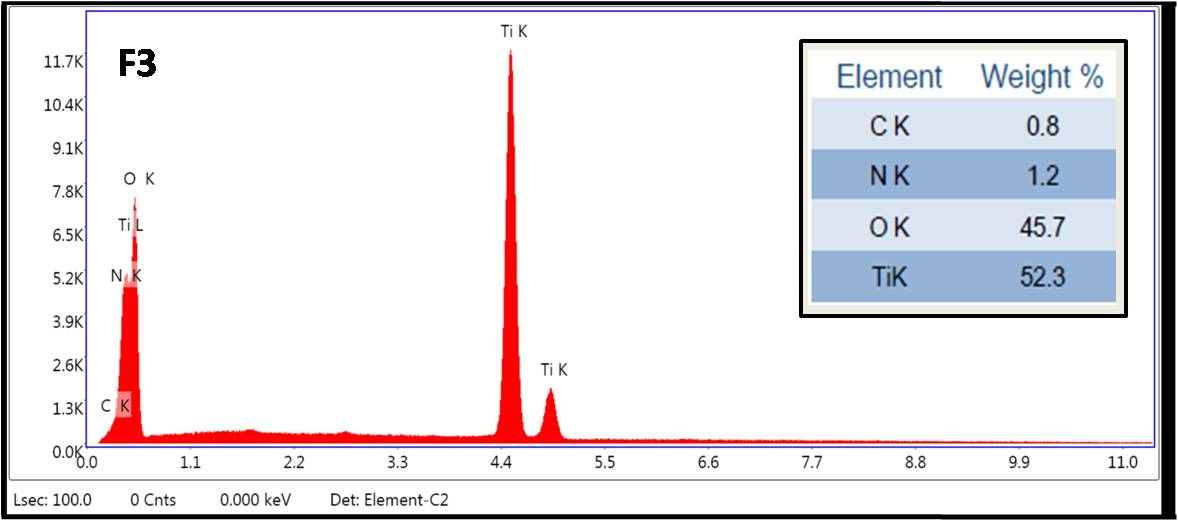 F3
Ti K
11.7K
10.4K
9.1K
7.8K
6.5K
5.2K
3.9K
2.6K
1.3K
0.0K
O K
Ti L
N K
C K
Ti K
0.0 1.1 2.2 3.3 4.4 5.5 6.6 7.7 8.8 9.9 11.0
Element Weight %
C K 0.8
N K 1.2
O K 45.7
TiK 52.3
Lsec: 100.0 0 Cnts 0.000 keV Det: Element-C2